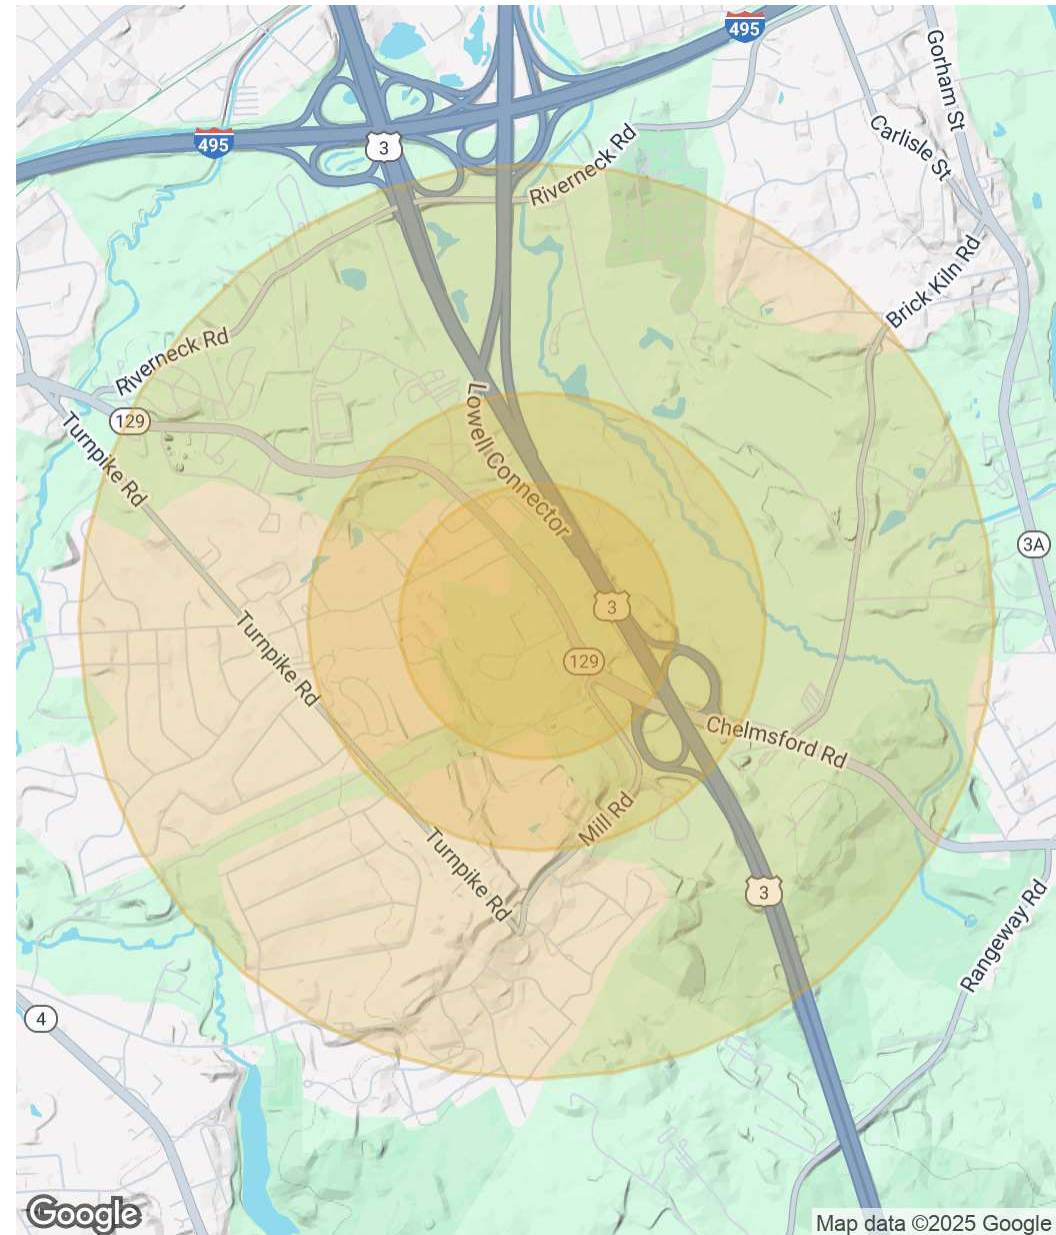 495
Gorham St
Carlisle St
495
3
Riverneck Rd
Brick Kiln Rd
Riverneck Rd
129
Lowell Connector
Turnpike Rd
3A
3
129
Turnpike Rd
Chelmsford Rd
Mill Rd
Turnpike Rd
3
Rangeway Rd
4
Google
Map data ©2025 Google